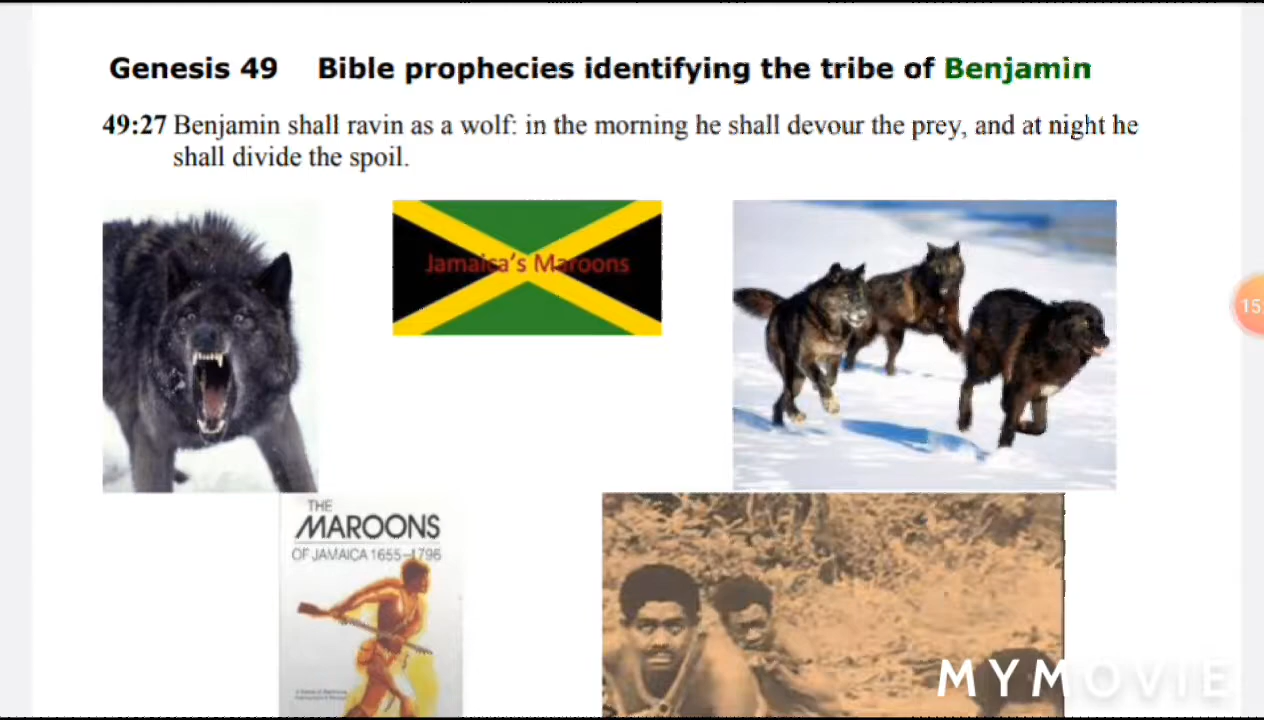 Genesis 49 Bible prophecies identifying the tribe of Benjamin
49:27 Benjamin shall ravin as a wolf: in the morning he shall devour the prey, and at night he
shall divide the spoil.
Jamaica's Maroons
THE
MAROONS
OF JAMAICA 1655-1796
15
MYMOVIE